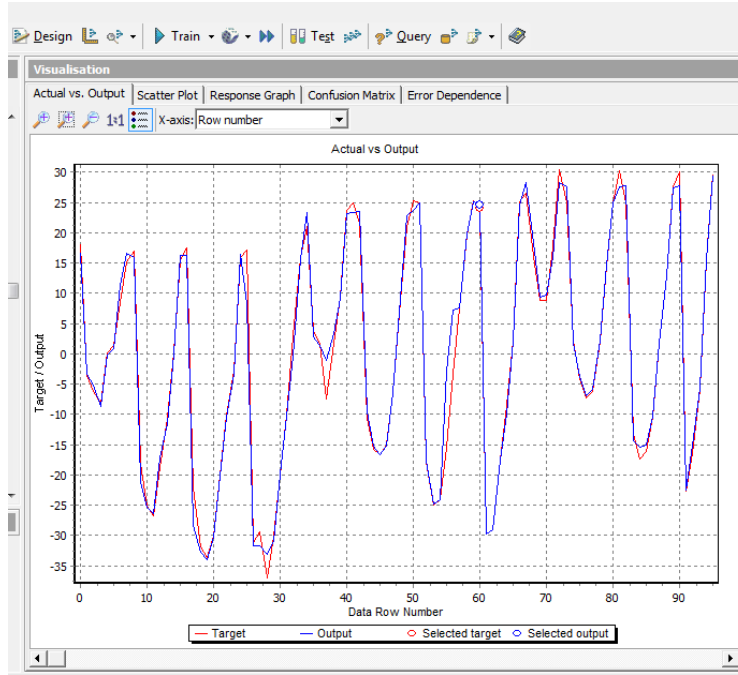 Design Train Test Query
Visualisation
Actual vs. Output Scatter Plot Response Graph Confusion Matrix Error Dependence
1:1 X-axis: Row number
Actual vs Output
30
25
20
15
10
5
0
-5
-10
-15
-20
-25
-30
-35
Target / Output
0 10 20 30 40 50 60 70 80 90
Data Row Number
Target Output Selected target Selected output